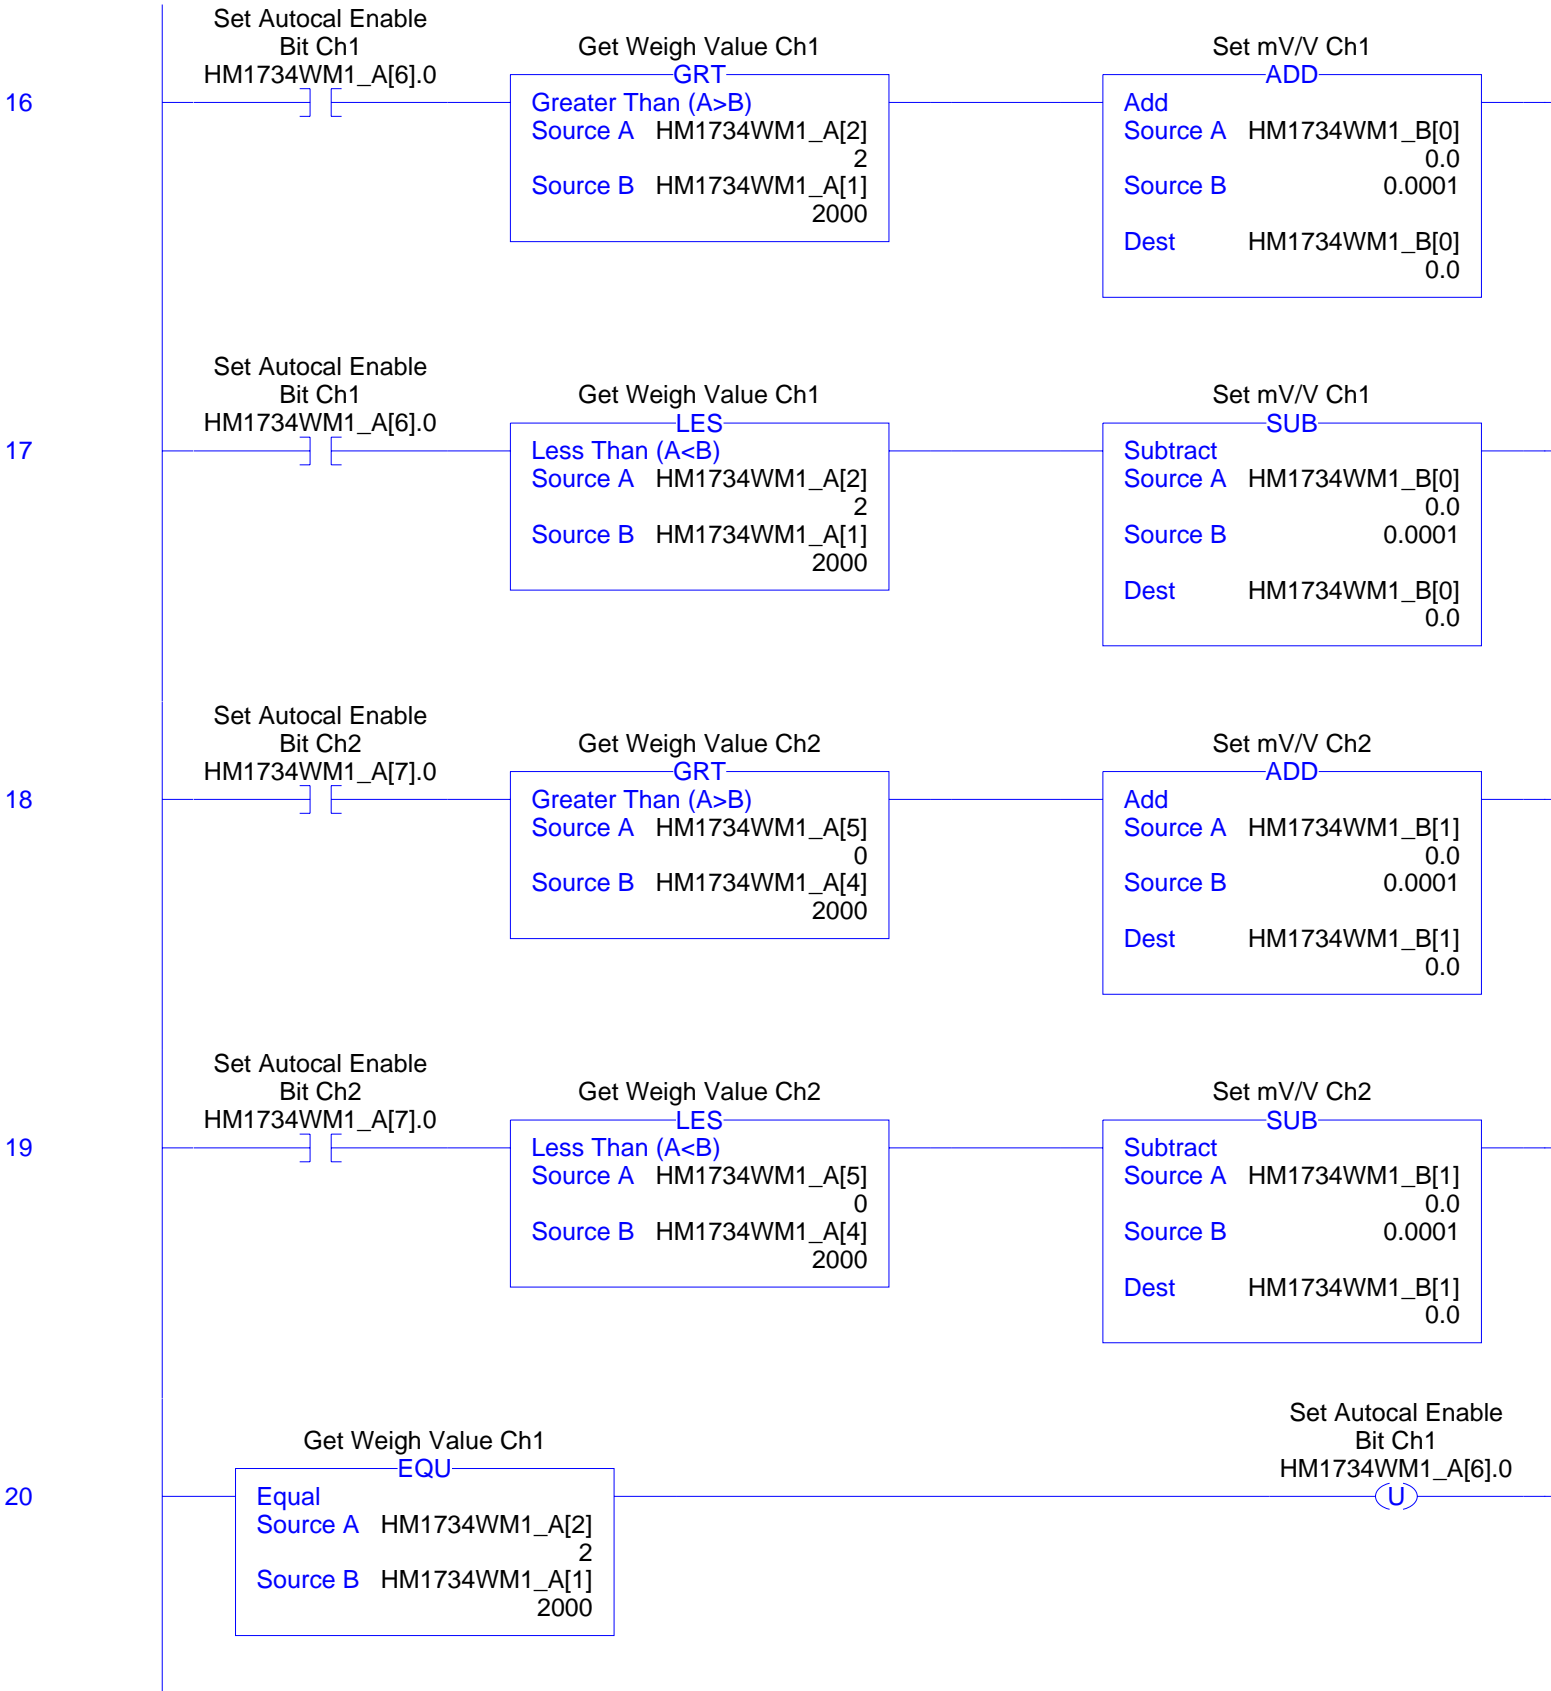 Set Autocal Enable
Bit Ch1
HM1734WM1_A[6].0
Get Weigh Value Ch1
Set mV/V Ch1
16
GRT
Greater Than (A>B)
Source A HM1734WM1_A[2]
2
Source B HM1734WM1_A[1]
2000
ADD
Add
Source A HM1734WM1_B[0]
0.0
Source B 0.0001
Dest HM1734WM1_B[0]
0.0
Set Autocal Enable
Bit Ch1
HM1734WM1_A[6].0
Get Weigh Value Ch1
Set mV/V Ch1
17
LES
Less Than (A<B)
Source A HM1734WM1_A[2]
2
Source B HM1734WM1_A[1]
2000
SUB
Subtract
Source A HM1734WM1_B[0]
0.0
Source B 0.0001
Dest HM1734WM1_B[0]
0.0
Set Autocal Enable
Bit Ch2
HM1734WM1_A[7].0
Get Weigh Value Ch2
Set mV/V Ch2
18
GRT
Greater Than (A>B)
Source A HM1734WM1_A[5]
0
Source B HM1734WM1_A[4]
2000
ADD
Add
Source A HM1734WM1_B[1]
0.0
Source B 0.0001
Dest HM1734WM1_B[1]
0.0
Set Autocal Enable
Bit Ch2
HM1734WM1_A[7].0
Get Weigh Value Ch2
Set mV/V Ch2
19
LES
Less Than (A<B)
Source A HM1734WM1_A[5]
0
Source B HM1734WM1_A[4]
2000
SUB
Subtract
Source A HM1734WM1_B[1]
0.0
Source B 0.0001
Dest HM1734WM1_B[1]
0.0
Get Weigh Value Ch1
20
EQU
Equal
Source A HM1734WM1_A[2]
2
Source B HM1734WM1_A[1]
2000
Set Autocal Enable
Bit Ch1
HM1734WM1_A[6].0
U